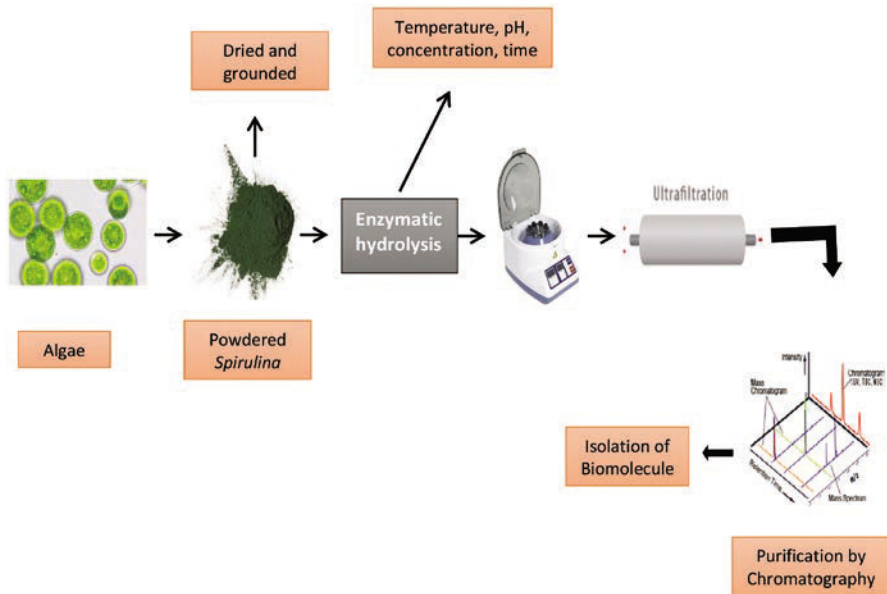 Temperature, pH,
concentration, time
Dried and
grounded
Enzymatic
hydrolysis
Ultrafiltration
Algae
Powdered
Spirulina
Intensity
Chromatogram
Mass
Chromatogram
Retention Time
m/z
Mass Spectrum
Isolation of
Biomolecule
Purification by
Chromatography